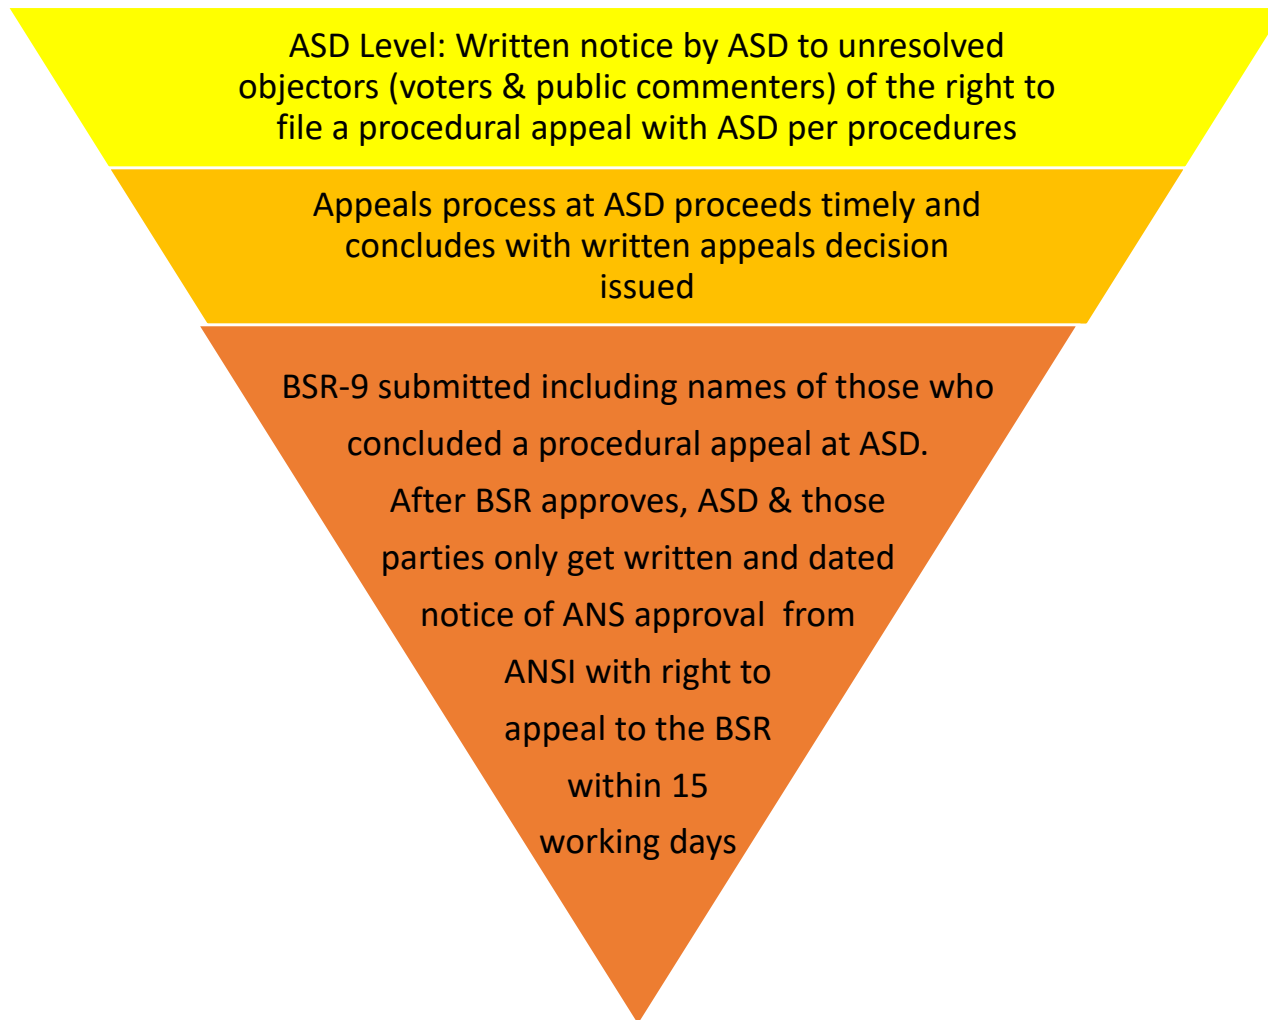 ASD Level: Written notice by ASD to unresolved
objectors (voters & public commenters) of the right to
file a procedural appeal with ASD per procedures
Appeals process at ASD proceeds timely and
concludes with written appeals decision
issued
BSR-9 submitted including names of those who
concluded a procedural appeal at ASD.
After BSR approves, ASD & those
parties only get written and dated
notice of ANS approval  from
ANSI with right to
appeal to the BSR
within 15
working days